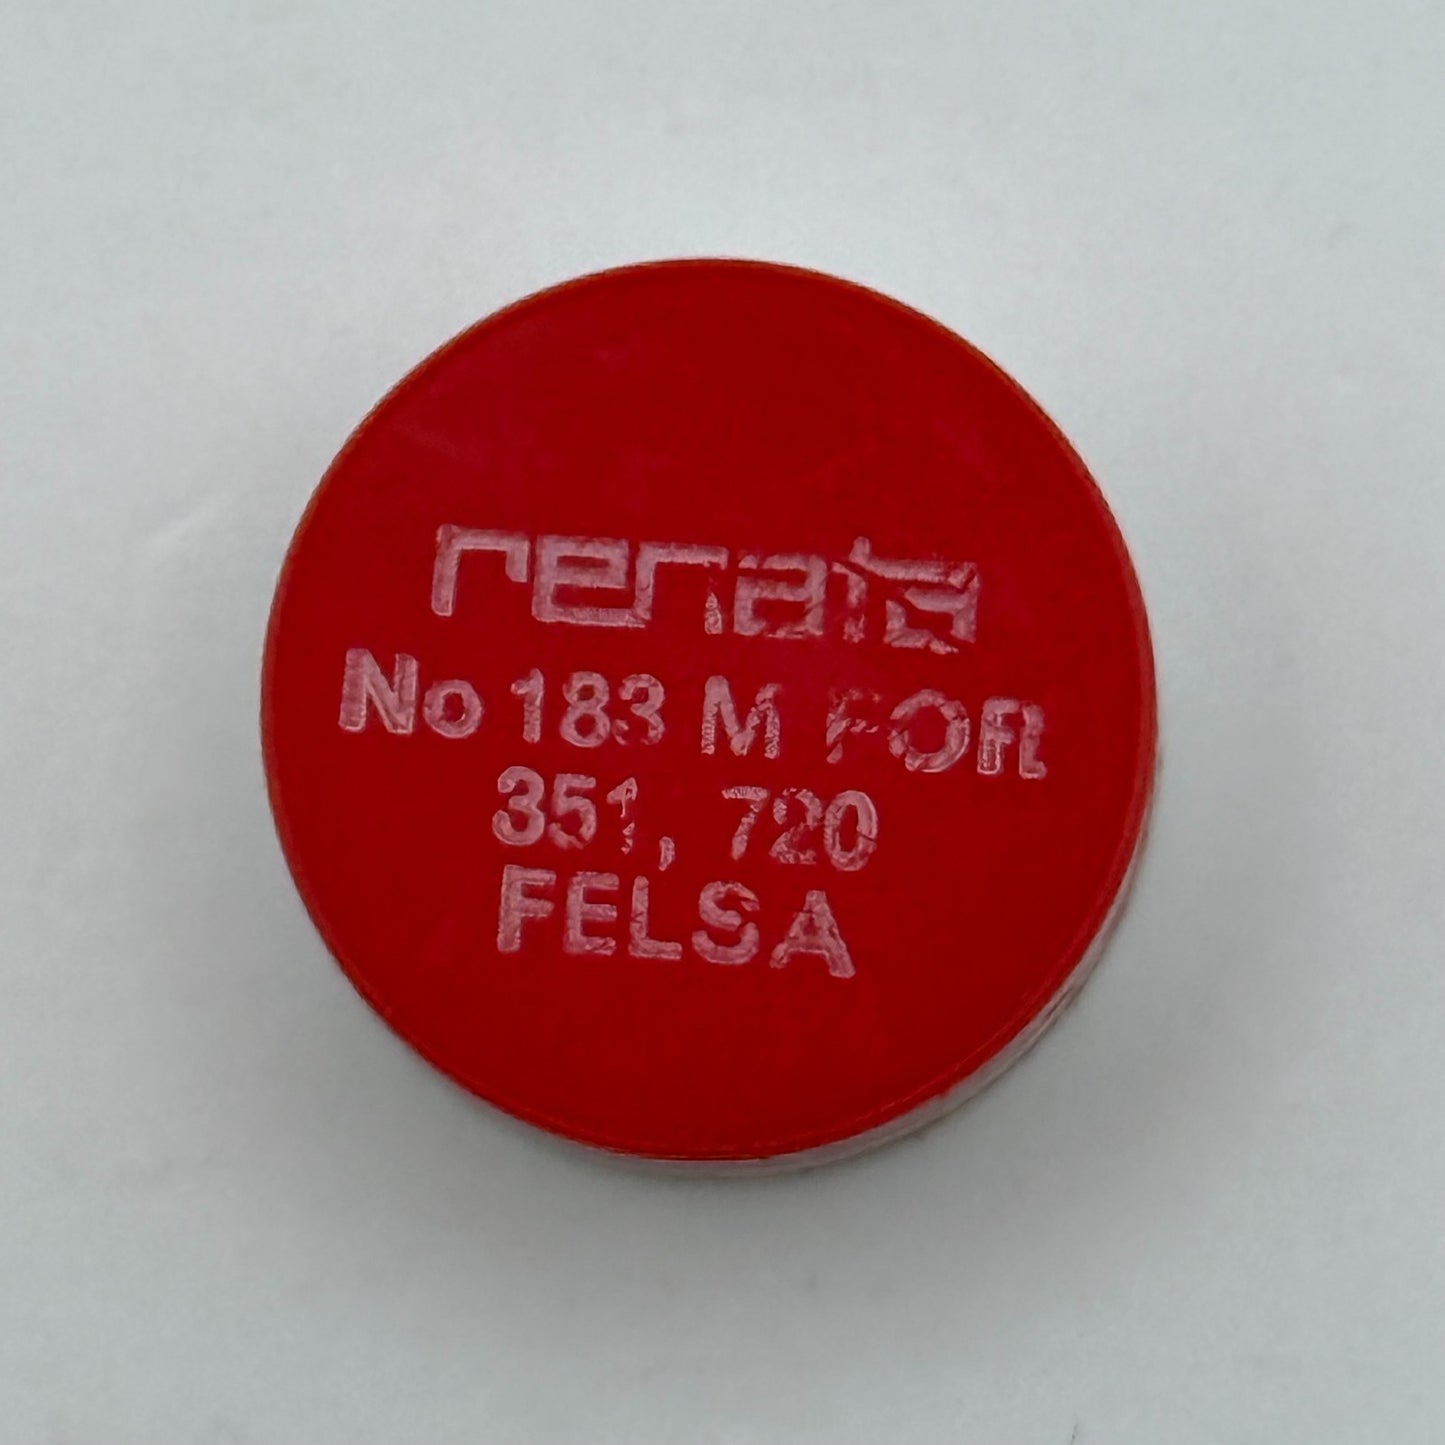 renata
No 183 M FOR
351, 720
FELSA